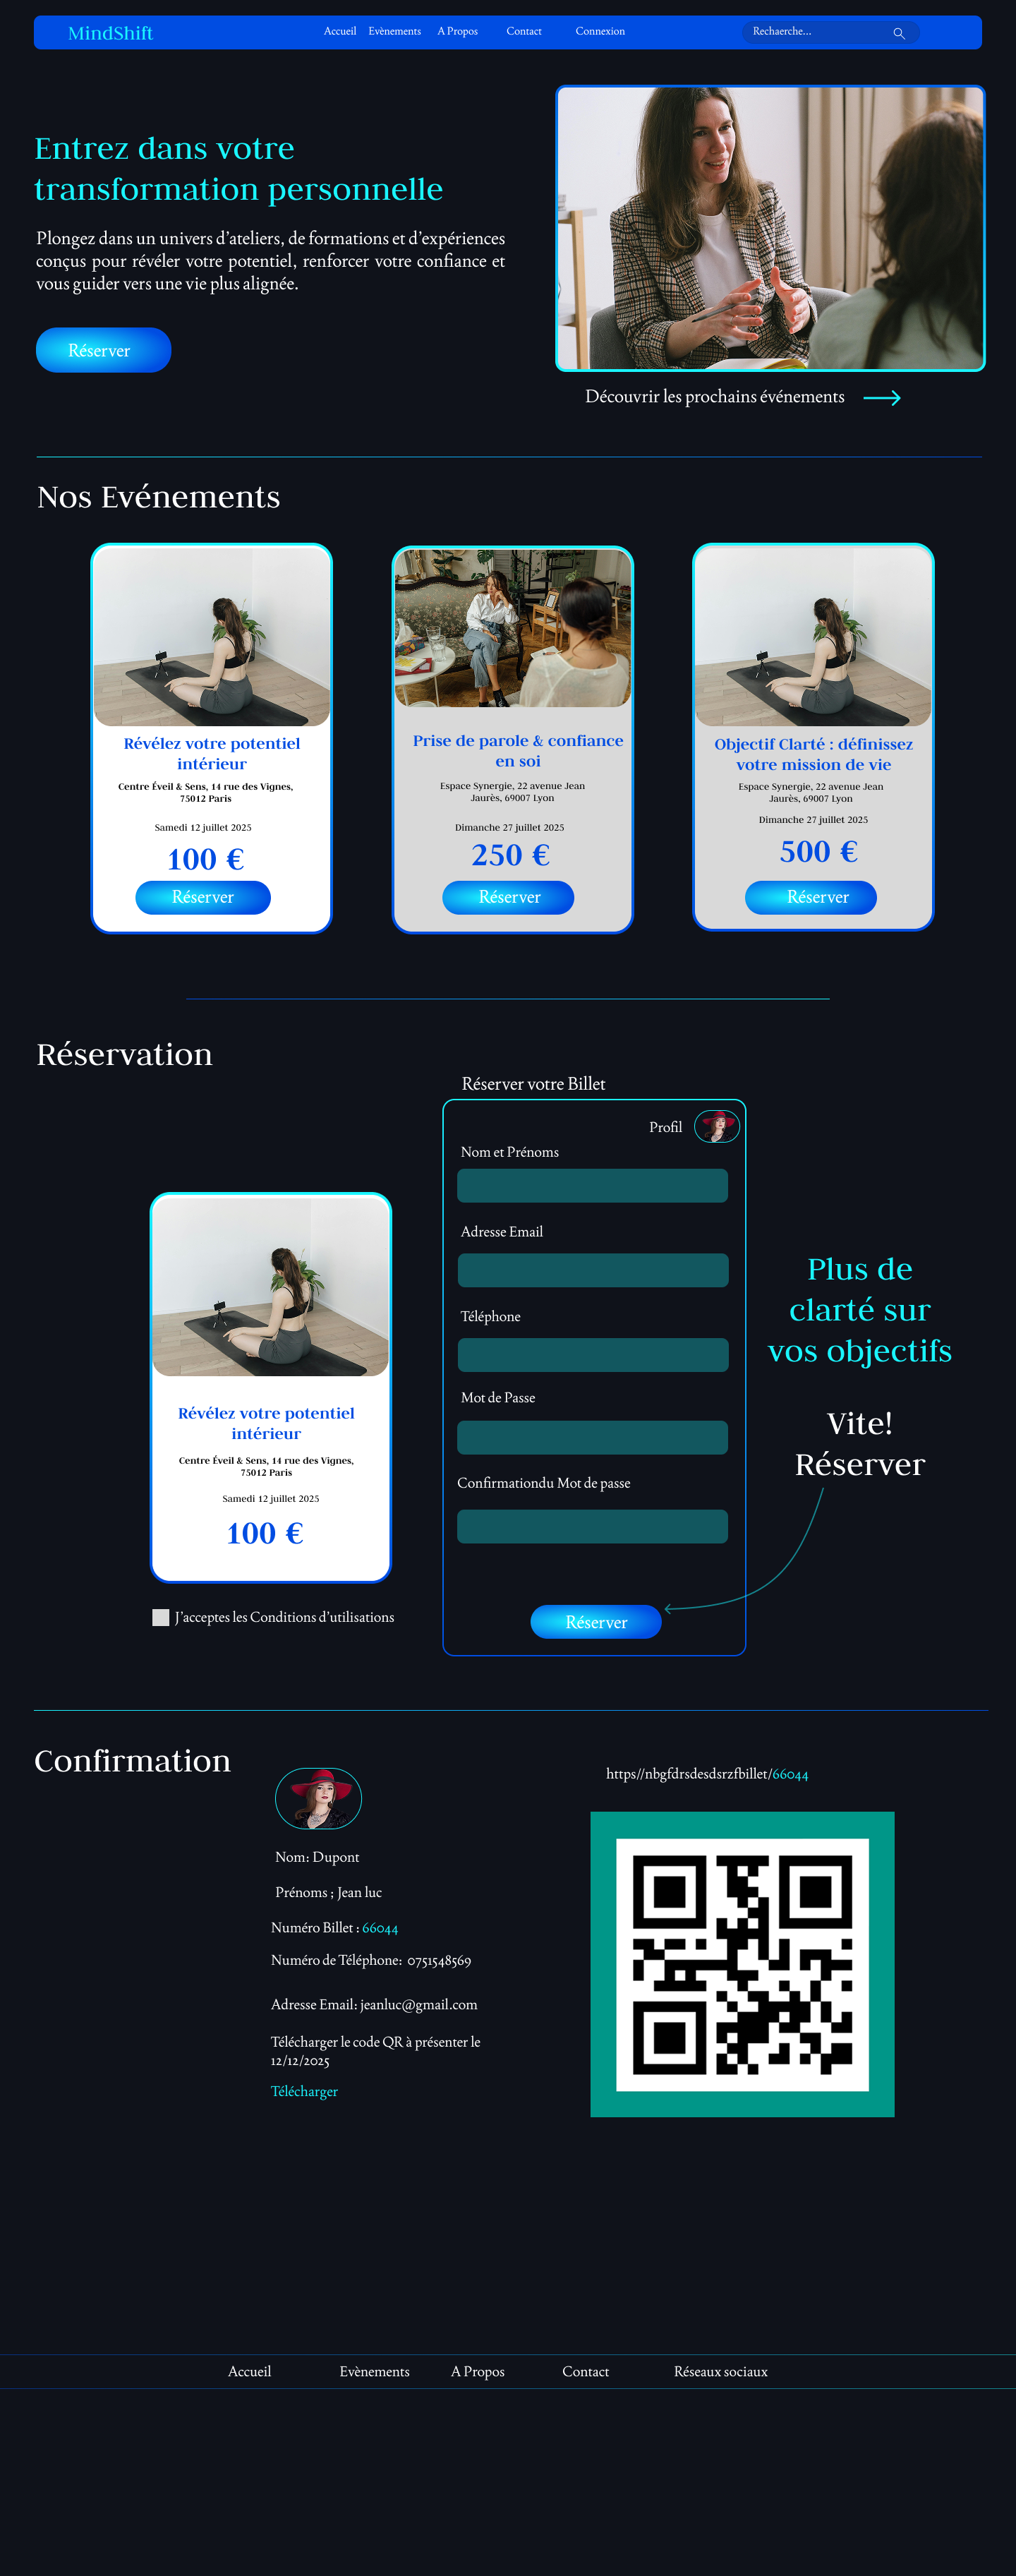 MindShift
Accueil
Evènements
A Propos
Contact
Connexion
Rechaerche...
Entrez dans votre
transformation personnelle
Plongez dans un univers d'ateliers, de formations et d'expériences
conçus pour révéler votre potentiel, renforcer votre confiance et
vous guider vers une vie plus alignée.
Réserver
Découvrir les prochains événements
Nos Evénements
Révélez votre potentiel
intérieur
Centre Éveil & Sens, 14 rue des Vignes,
75012 Paris
Samedi 12 juillet 2025
100 €
Réserver
Prise de parole & confiance
en soi
Espace Synergie, 22 avenue Jean
Jaurès, 69007 Lyon
Dimanche 27 juillet 2025
250 €
Réserver
Objectif Clarté : définissez
votre mission de vie
Espace Synergie, 22 avenue Jean
Jaurès, 69007 Lyon
Dimanche 27 juillet 2025
500 €
Réserver
Réservation
Révélez votre potentiel
intérieur
Centre Éveil & Sens, 14 rue des Vignes,
75012 Paris
Samedi 12 juillet 2025
100 €
J'acceptes les Conditions d'utilisations
Réserver votre Billet
Profil
Nom et Prénoms
Adresse Email
Téléphone
Mot de Passe
Confirmationdu Mot de passe
Réserver
Plus de
clarté sur
vos objectifs
Vite!
Réserver
Confirmation
Nom: Dupont
Prénoms ; Jean luc
Numéro Billet : 66044
Numéro de Téléphone: 0751548569
Adresse Email: jeanluc@gmail.com
Télécharger le code QR à présenter le
12/12/2025
Télécharger
https//nbgfdrsdesdsrzfbillet/66044
Accueil
Evènements
A Propos
Contact
Réseaux sociaux